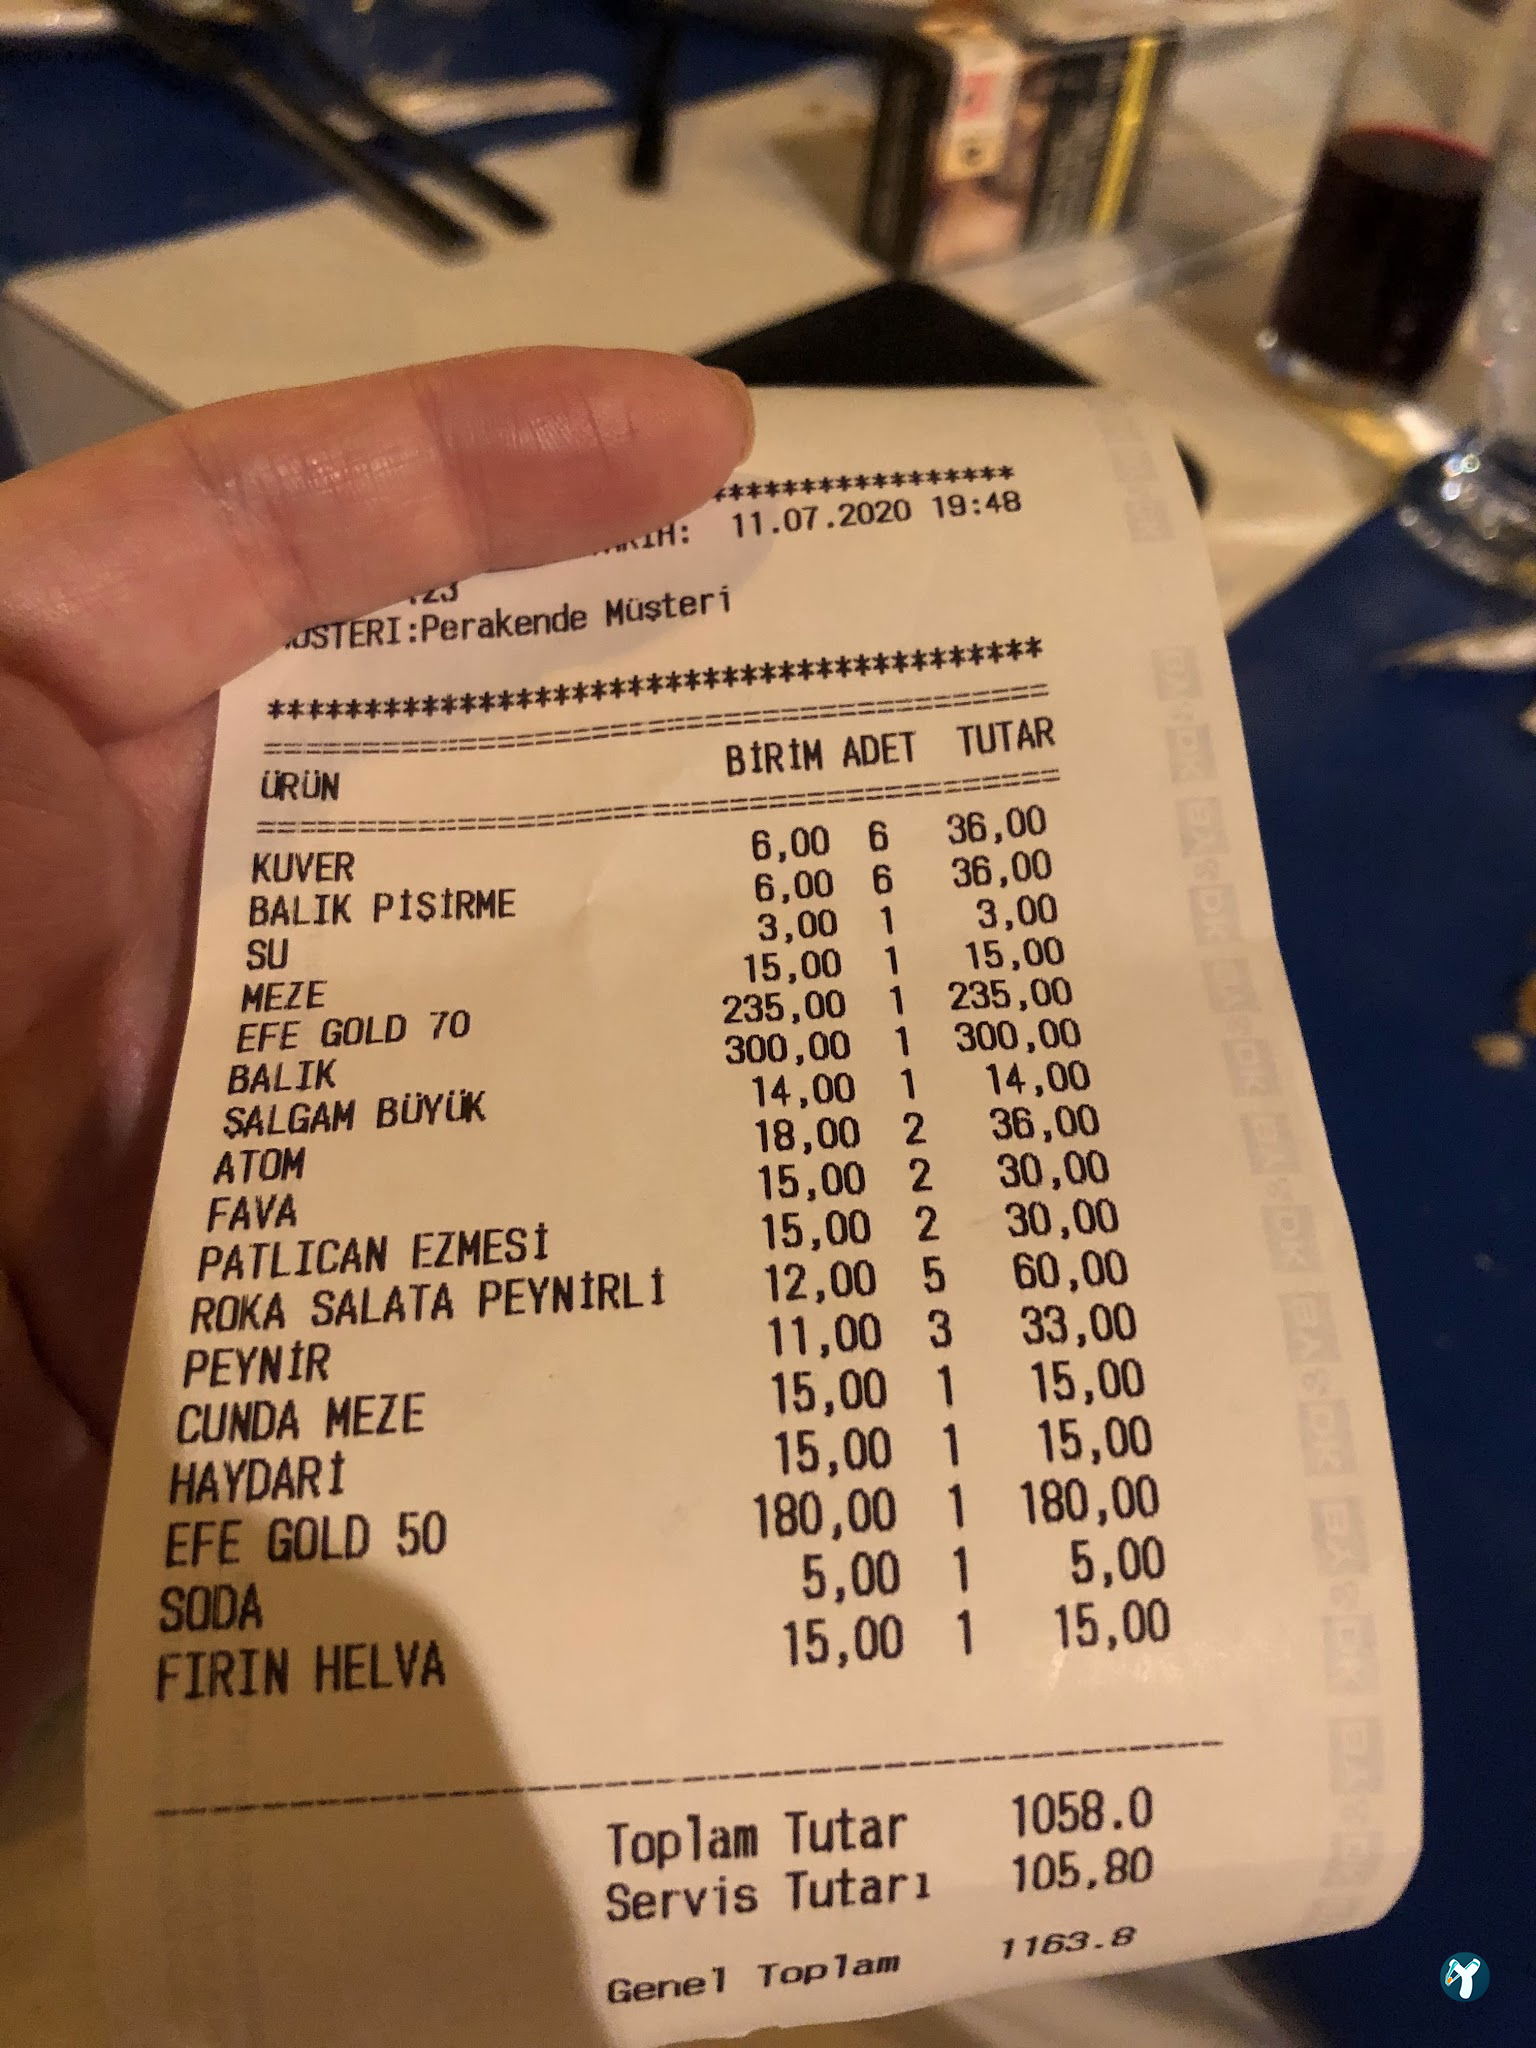 ***************
11.07.2020 19:48
MÜŞTERI:Perakende Müşteri
****************************************
========================================
ÜRÜN BİRİM ADET TUTAR
========================================
KUVER 6,00 6 36,00
BALIK PİŞİRME 6,00 6 36,00
SU 3,00 1 3,00
MEZE 15,00 1 15,00
EFE GOLD 70 235,00 1 235,00
BALIK 300,00 1 300,00
ŞALGAM BÜYÜK 14,00 1 14,00
ATOM 18,00 2 36,00
FAVA 15,00 2 30,00
PATLICAN EZMESİ 15,00 2 30,00
ROKA SALATA PEYNİRLİ 12,00 5 60,00
PEYNİR 11,00 3 33,00
CUNDA MEZE 15,00 1 15,00
HAYDARİ 15,00 1 15,00
EFE GOLD 50 180,00 1 180,00
SODA 5,00 1 5,00
FIRIN HELVA 15,00 1 15,00
Toplam Tutar 1058.0
Servis Tutarı 105,80
Genel Toplam 1163.8